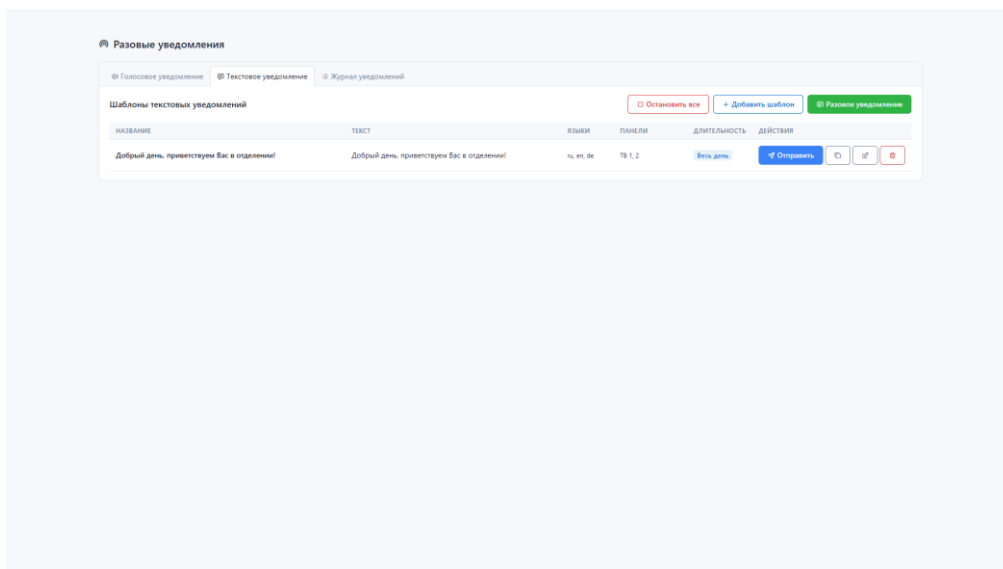 Разовые уведомления
Голосовое уведомление Текстовое уведомление Журнал уведомлений
Шаблоны текстовых уведомлений Остановить все + Добавить шаблон Разовое уведомление
НАЗВАНИЕ ТЕКСТ ЯЗЫКИ ПАНЕЛИ ДЛИТЕЛЬНОСТЬ ДЕЙСТВИЯ
Добрый день, приветствуем Вас в отделении! Добрый день, приветствуем Вас в отделении! ru, en, de ТВ 1, 2 Весь день Отправить